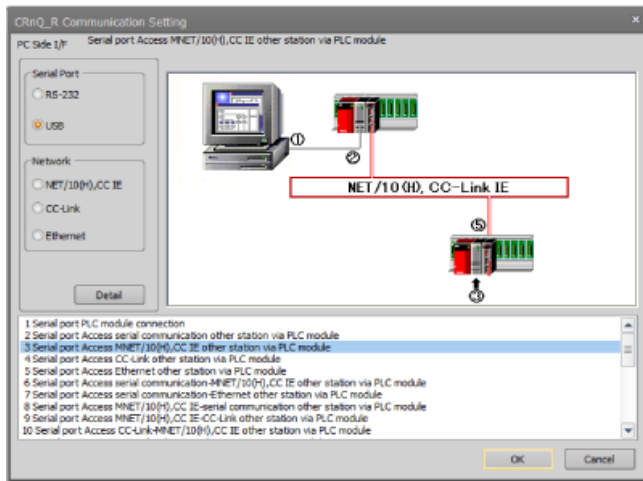 CRnQ_R Communication Setting
PC Side I/F
Serial port Access MNET/10(H),CC IE other station via PLC module
Serial Port
RS-232
USB
Network
NET/10(H),CC IE
CC-Link
Ethernet
Detail
①
②
NET/10(H), CC-Link IE
⑤
③
1 Serial port PLC module connection
2 Serial port Access serial communication other station via PLC module
3 Serial port Access MNET/10(H),CC IE other station via PLC module
4 Serial port Access CC-Link other station via PLC module
5 Serial port Access Ethernet other station via PLC module
6 Serial port Access serial communication-MNET/10(H),CC IE other station via PLC module
7 Serial port Access serial communication-Ethernet other station via PLC module
8 Serial port Access MNET/10(H),CC IE-serial communication other station via PLC module
9 Serial port Access MNET/10(H),CC IE-CC-Link other station via PLC module
10 Serial port Access CC-Link-MNET/10(H),CC IE other station via PLC module
OK
Cancel